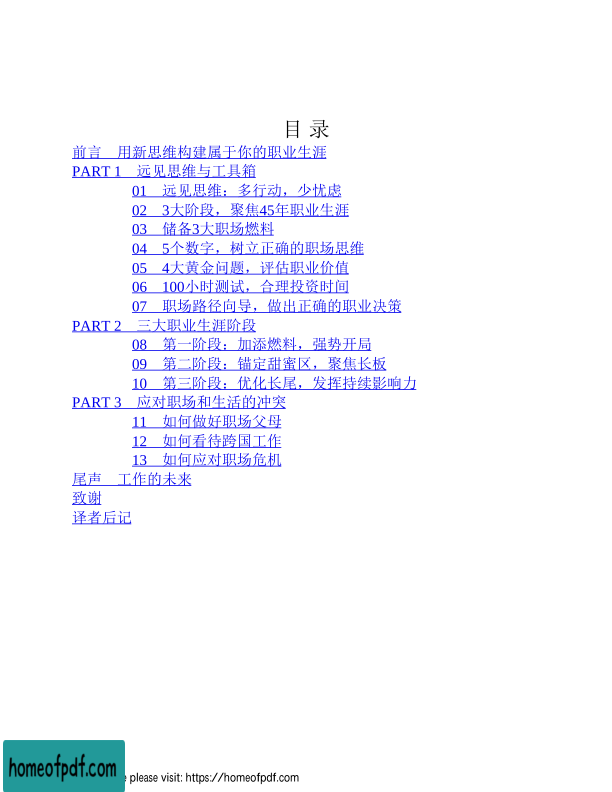 目 录
前言　用新思维构建属于你的职业生涯
PART 1　远见思维与工具箱
01　远见思维：多行动，少忧虑
02　3大阶段，聚焦45年职业生涯
03　储备3大职场燃料
04　5个数字，树立正确的职场思维
05　4大黄金问题，评估职业价值
06　100小时测试，合理投资时间
07　职场路径向导，做出正确的职业决策
PART 2　三大职业生涯阶段
08　第一阶段：加添燃料，强势开局
09　第二阶段：锚定甜蜜区，聚焦长板
10　第三阶段：优化长尾，发挥持续影响力
PART 3　应对职场和生活的冲突
11　如何做好职场父母
12　如何看待跨国工作
13　如何应对职场危机
尾声　工作的未来
致谢
译者后记
homeofpdf.com
please visit: https://homeofpdf.com